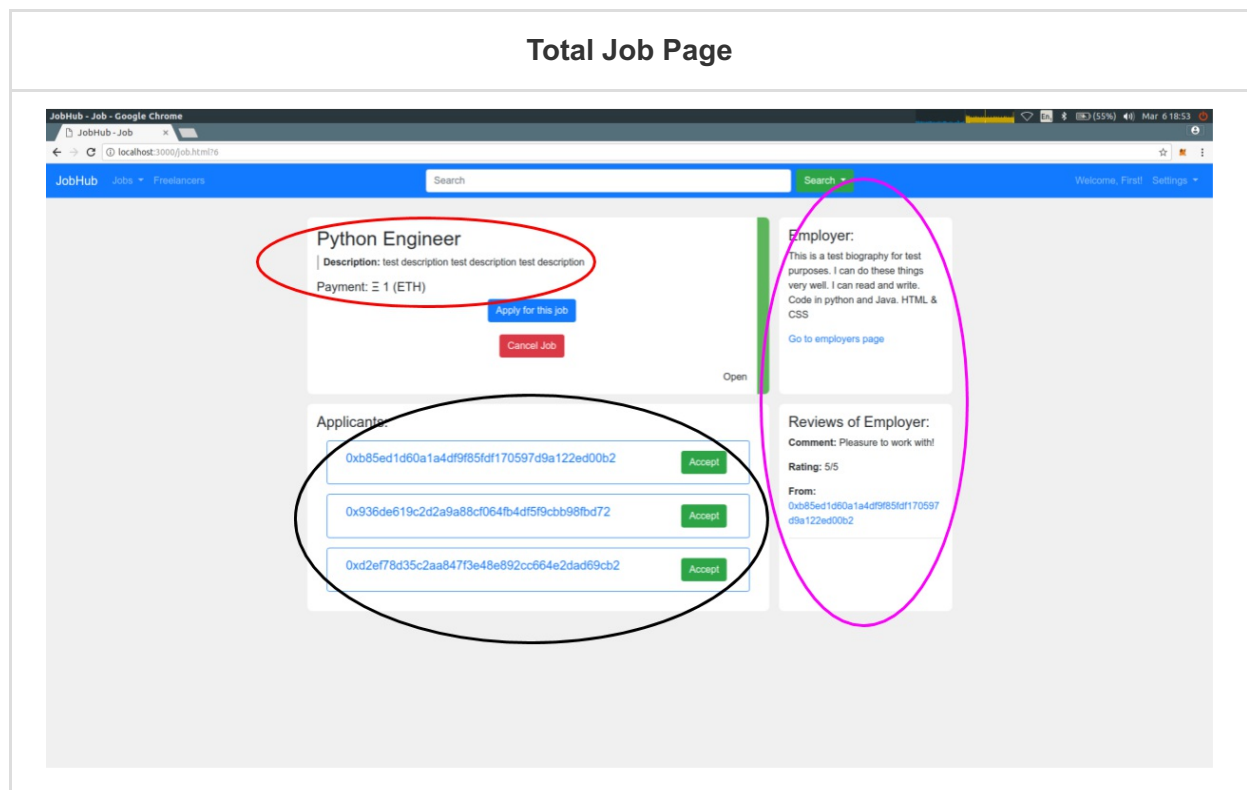 Total Job Page
JobHub - Job - Google Chrome
En
(55%)
Mar 6 18:53
JobHub - Job ×
localhost:3000/job.html?6
JobHub Jobs Freelancers Search Search Welcome, First! Settings
Python Engineer
Description: test description test description test description
Payment: Ξ 1 (ETH)
Apply for this job
Cancel Job
Open
Employer:
This is a test biography for test
purposes. I can do these things
very well. I can read and write.
Code in python and Java. HTML &
CSS
Go to employers page
Applicants:
0xb85ed1d60a1a4df9f85fdf170597d9a122ed00b2 Accept
0x936de619c2d2a9a88cf064fb4df5f9cbb98fbd72 Accept
0xd2ef78d35c2aa847f3e48e892cc664e2dad69cb2 Accept
Reviews of Employer:
Comment: Pleasure to work with!
Rating: 5/5
From:
0xb85ed1d60a1a4df9f85fdf170597
d9a122ed00b2